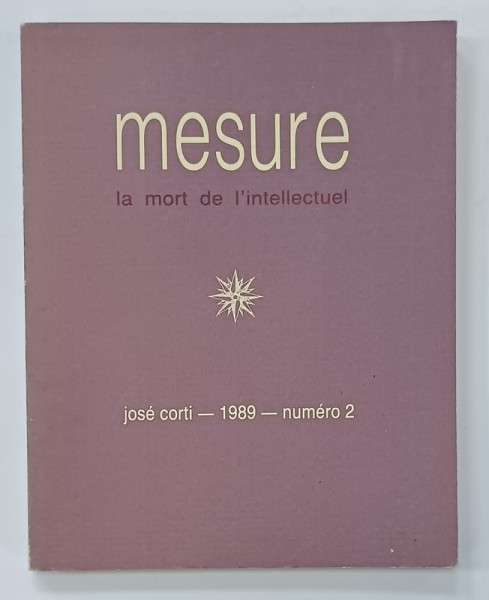 mesure
la mort de l'intellectuel
josé corti — 1989 — numéro 2